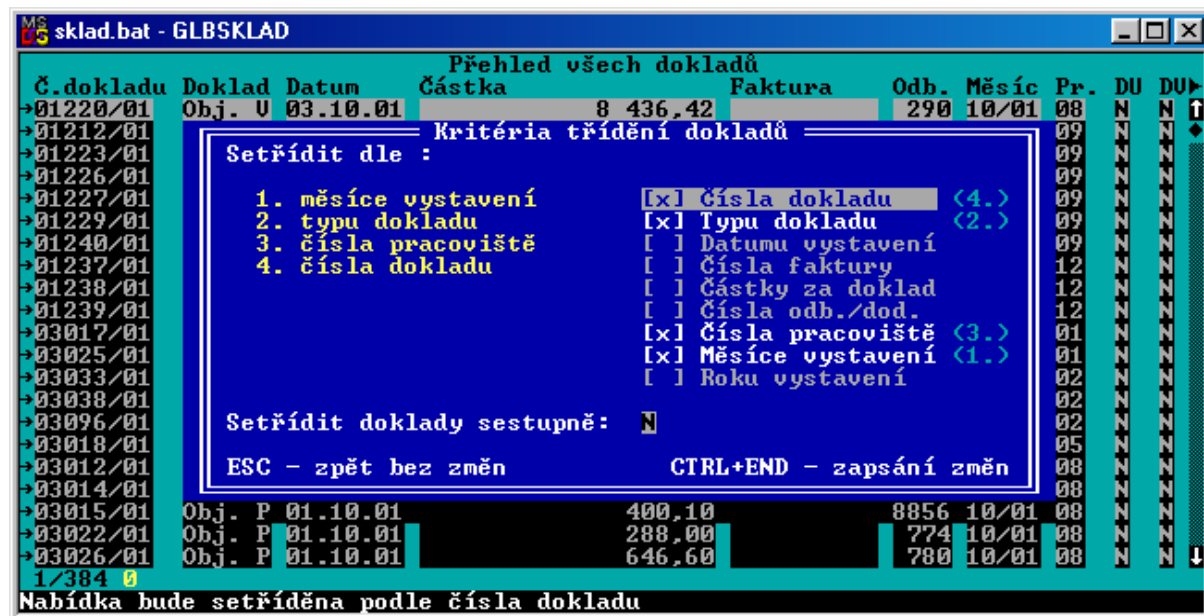 sklad.bat - GLBSKLAD
Přehled všech dokladů
Č.dokladu Doklad Datum Částka Faktura Odb. Měsíc Pr. DU DU
→01220/01 Obj. V 03.10.01 8 436,42 290 10/01 08 N N
→01212/01 Kritéria třídění dokladů 09 N N
→01223/01 Setřídit dle : 09 N N
→01226/01 09 N N
→01227/01 1. měsíce vystavení [x] Čísla dokladu (4.) 09 N N
→01229/01 2. typu dokladu [x] Typu dokladu (2.) 09 N N
→01240/01 3. čísla pracoviště [ ] Datumu vystavení 09 N N
→01237/01 4. čísla dokladu [ ] Čísla faktury 12 N N
→01238/01 [ ] Částky za doklad 12 N N
→01239/01 [ ] Čísla odb./dod. 12 N N
→03017/01 [x] Čísla pracoviště (3.) 01 N N
→03025/01 [x] Měsíce vystavení (1.) 01 N N
→03033/01 [ ] Roku vystavení 02 N N
→03038/01 02 N N
→03096/01 Setřídit doklady sestupně: N 02 N N
→03018/01 05 N N
→03012/01 ESC - zpět bez změn CTRL+END - zapsání změn 08 N N
→03014/01 08 N N
→03015/01 Obj. P 01.10.01 400,10 8856 10/01 08 N N
→03022/01 Obj. P 01.10.01 288,00 774 10/01 08 N N
→03026/01 Obj. P 01.10.01 646,60 780 10/01 08 N N
1/384 0
Nabídka bude setříděna podle čísla dokladu